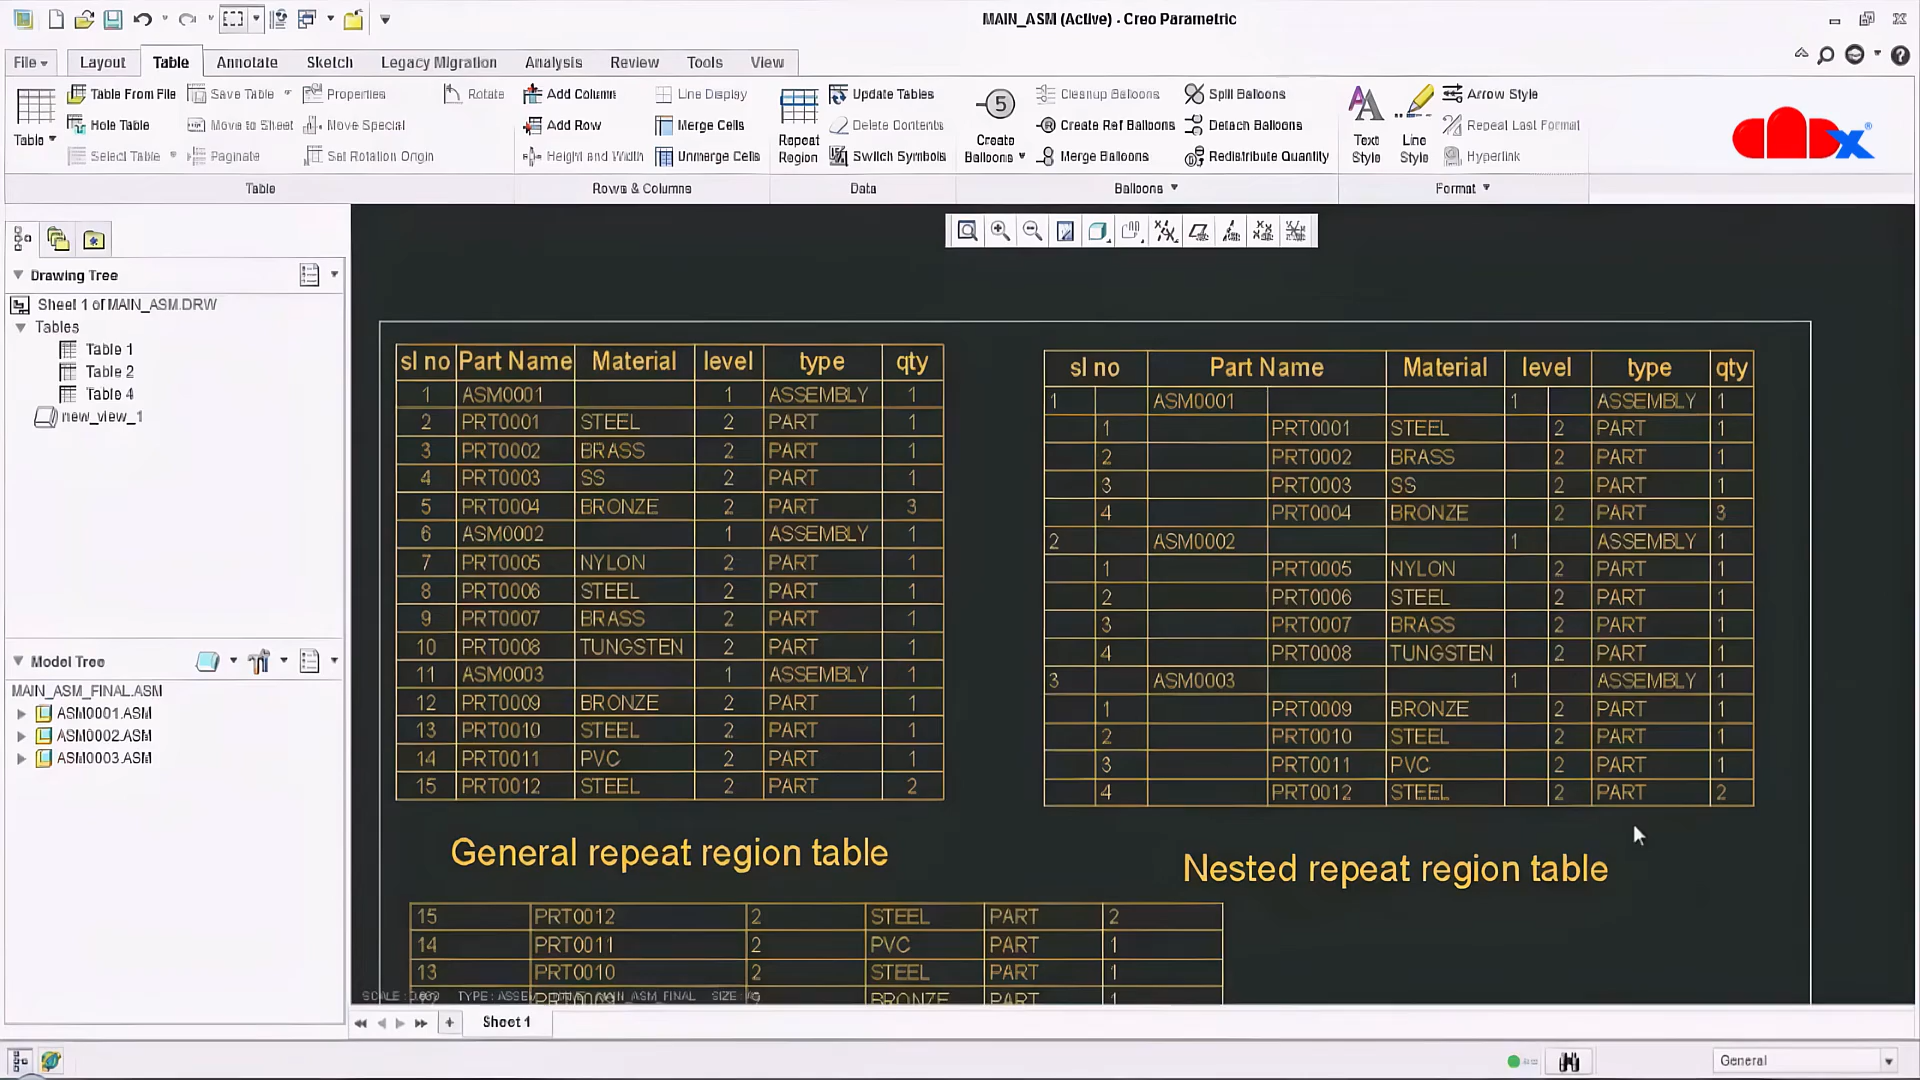 MAIN_ASM (Active) - Creo Parametric
File Layout Table Annotate Sketch Legacy Migration Analysis Review Tools View
Table From File Save Table Properties Rotate Add Column Line Display Update Tables Cleanup Balloons Split Balloons Arrow Style
Hole Table Move to Sheet Move Special Add Row Merge Cells Delete Contents Create Ref Balloons Detach Balloons Repeat Last Format
Table Select Table Paginate Set Rotation Origin Height and Width Unmerge Cells Repeat Region Switch Symbols Create Balloons Merge Balloons Redistribute Quantity Text Style Line Style Hyperlink
Table Rows & Columns Data Balloons Format
Drawing Tree
Sheet 1 of MAIN_ASM.DRW
Tables
Table 1
Table 2
Table 4
new_view_1
Model Tree
MAIN_ASM_FINAL.ASM
ASM0001.ASM
ASM0002.ASM
ASM0003.ASM
sl no Part Name Material level type qty
1 ASM0001 1 ASSEMBLY 1
2 PRT0001 STEEL 2 PART 1
3 PRT0002 BRASS 2 PART 1
4 PRT0003 SS 2 PART 1
5 PRT0004 BRONZE 2 PART 3
6 ASM0002 1 ASSEMBLY 1
7 PRT0005 NYLON 2 PART 1
8 PRT0006 STEEL 2 PART 1
9 PRT0007 BRASS 2 PART 1
10 PRT0008 TUNGSTEN 2 PART 1
11 ASM0003 1 ASSEMBLY 1
12 PRT0009 BRONZE 2 PART 1
13 PRT0010 STEEL 2 PART 1
14 PRT0011 PVC 2 PART 1
15 PRT0012 STEEL 2 PART 2
General repeat region table
sl no Part Name Material level type qty
1 ASM0001 1 ASSEMBLY 1
1 PRT0001 STEEL 2 PART 1
2 PRT0002 BRASS 2 PART 1
3 PRT0003 SS 2 PART 1
4 PRT0004 BRONZE 2 PART 3
2 ASM0002 1 ASSEMBLY 1
1 PRT0005 NYLON 2 PART 1
2 PRT0006 STEEL 2 PART 1
3 PRT0007 BRASS 2 PART 1
4 PRT0008 TUNGSTEN 2 PART 1
3 ASM0003 1 ASSEMBLY 1
1 PRT0009 BRONZE 2 PART 1
2 PRT0010 STEEL 2 PART 1
3 PRT0011 PVC 2 PART 1
4 PRT0012 STEEL 2 PART 2
Nested repeat region table
15 PRT0012 2 STEEL PART 2
14 PRT0011 2 PVC PART 1
13 PRT0010 2 STEEL PART 1
PRT0009 BRONZE PART 1
TYPE : ASSEM MAIN_ASM_FINAL SIZE
Sheet 1
General